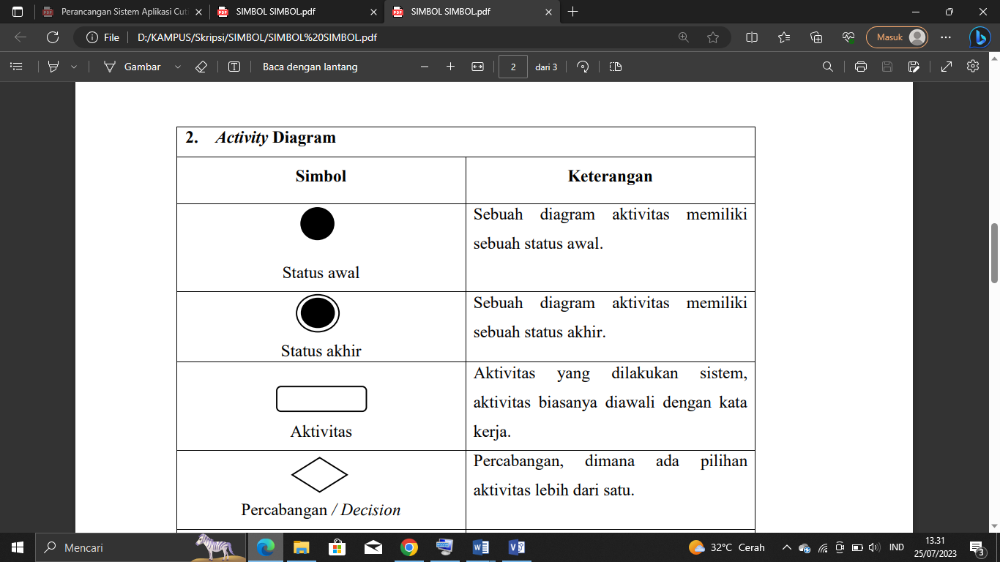 Perancangan Sistem Aplikasi Cut
SIMBOL SIMBOL.pdf
SIMBOL SIMBOL.pdf
File
D:/KAMPUS/Skripsi/SIMBOL/SIMBOL%20SIMBOL.pdf
Masuk
Gambar
Baca dengan lantang
2
dari 3
2. Activity Diagram
Simbol
Keterangan
Status awal
Sebuah diagram aktivitas memiliki
sebuah status awal.
Status akhir
Sebuah diagram aktivitas memiliki
sebuah status akhir.
Aktivitas
Aktivitas yang dilakukan sistem,
aktivitas biasanya diawali dengan kata
kerja.
Percabangan / Decision
Percabangan, dimana ada pilihan
aktivitas lebih dari satu.
Mencari
32°C Cerah
IND
13.31
25/07/2023
3